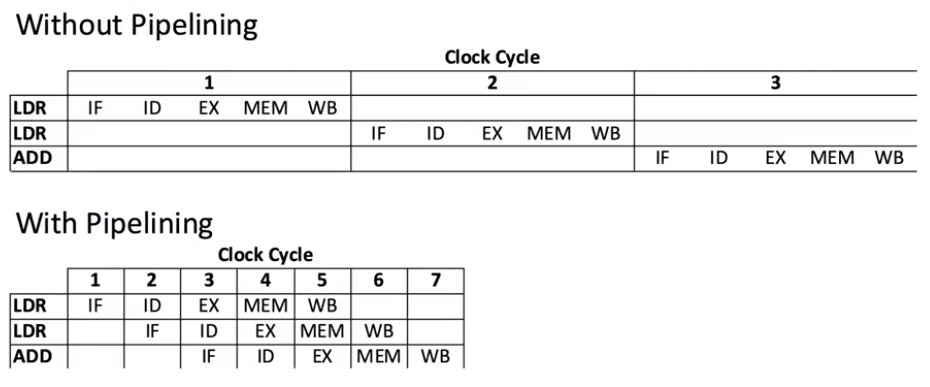 Without Pipelining
Clock Cycle
1 2 3
LDR IF ID EX MEM WB
LDR IF ID EX MEM WB
ADD IF ID EX MEM WB
With Pipelining
Clock Cycle
1 2 3 4 5 6 7
LDR IF ID EX MEM WB
LDR IF ID EX MEM WB
ADD IF ID EX MEM WB